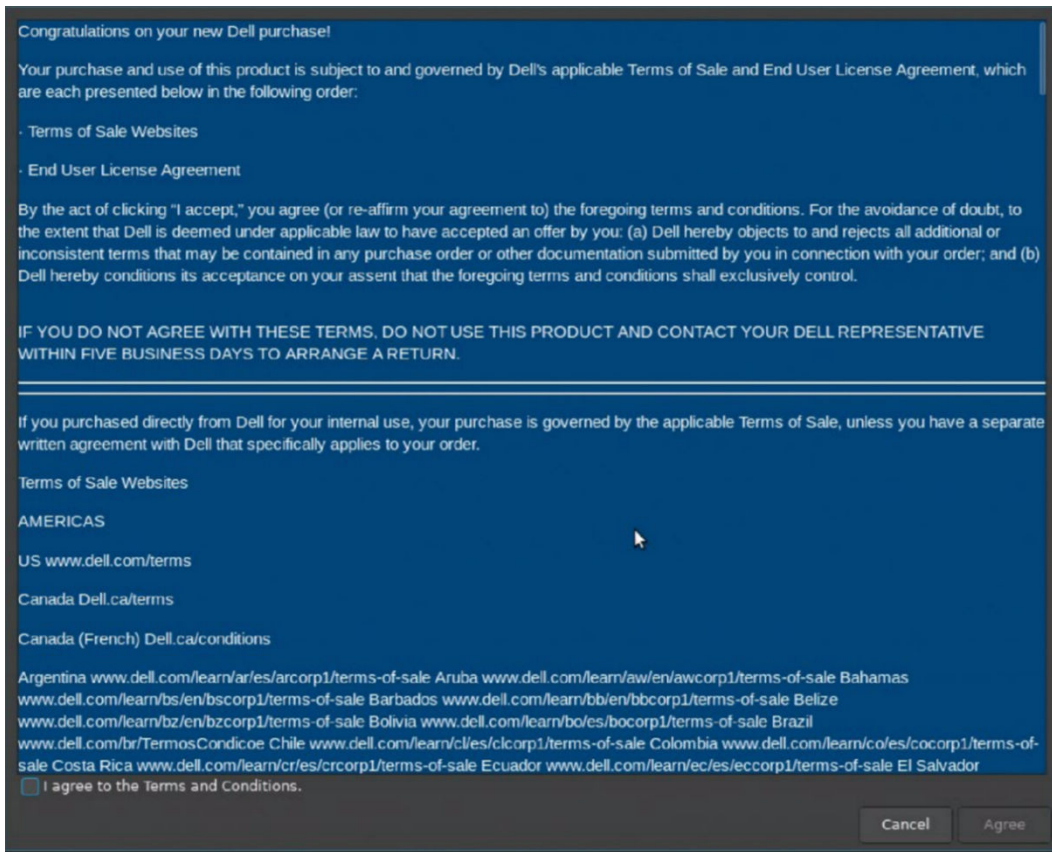 Congratulations on your new Dell purchase!
Your purchase and use of this product is subject to and governed by Dell's applicable Terms of Sale and End User License Agreement, which
are each presented below in the following order:
- Terms of Sale Websites
- End User License Agreement
By the act of clicking “I accept,” you agree (or re-affirm your agreement to) the foregoing terms and conditions. For the avoidance of doubt, to
the extent that Dell is deemed under applicable law to have accepted an offer by you: (a) Dell hereby objects to and rejects all additional or
inconsistent terms that may be contained in any purchase order or other documentation submitted by you in connection with your order; and (b)
Dell hereby conditions its acceptance on your assent that the foregoing terms and conditions shall exclusively control.
IF YOU DO NOT AGREE WITH THESE TERMS, DO NOT USE THIS PRODUCT AND CONTACT YOUR DELL REPRESENTATIVE
WITHIN FIVE BUSINESS DAYS TO ARRANGE A RETURN.
If you purchased directly from Dell for your internal use, your purchase is governed by the applicable Terms of Sale, unless you have a separate
written agreement with Dell that specifically applies to your order.
Terms of Sale Websites
AMERICAS
US www.dell.com/terms
Canada Dell.ca/terms
Canada (French) Dell.ca/conditions
Argentina www.dell.com/learn/ar/es/arcorp1/terms-of-sale Aruba www.dell.com/learn/aw/en/awcorp1/terms-of-sale Bahamas
www.dell.com/learn/bs/en/bscorp1/terms-of-sale Barbados www.dell.com/learn/bb/en/bbcorp1/terms-of-sale Belize
www.dell.com/learn/bz/en/bzcorp1/terms-of-sale Bolivia www.dell.com/learn/bo/es/bocorp1/terms-of-sale Brazil
www.dell.com/br/TermosCondicoe Chile www.dell.com/learn/cl/es/clcorp1/terms-of-sale Colombia www.dell.com/learn/co/es/cocorp1/terms-of-
sale Costa Rica www.dell.com/learn/cr/es/crcorp1/terms-of-sale Ecuador www.dell.com/learn/ec/es/eccorp1/terms-of-sale El Salvador
I agree to the Terms and Conditions.
Cancel Agree